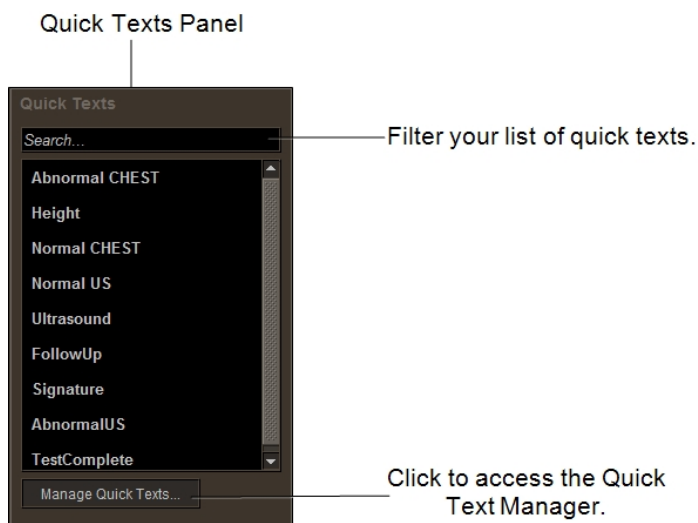 Quick Texts Panel
Quick Texts
Search...
Filter your list of quick texts.
Abnormal CHEST
Height
Normal CHEST
Normal US
Ultrasound
FollowUp
Signature
AbnormalUS
TestComplete
Manage Quick Texts...
Click to access the Quick
Text Manager.